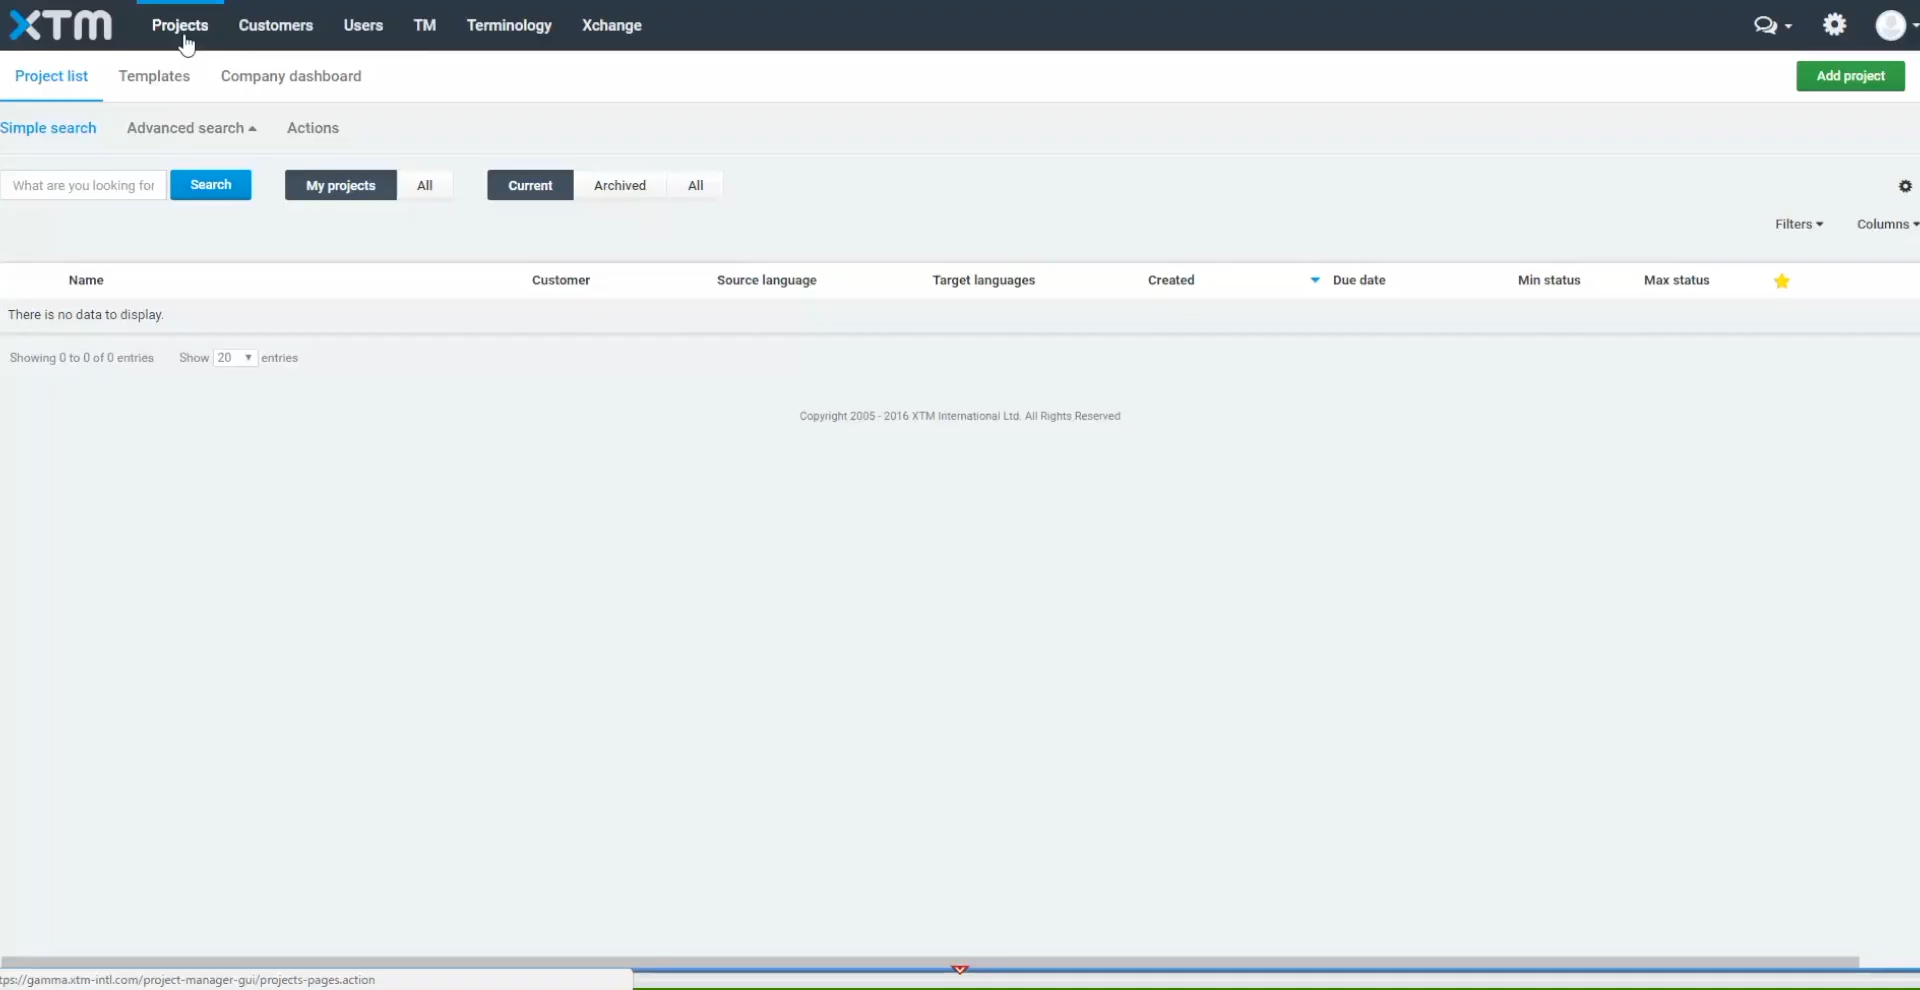 XTM Projects Customers Users TM Terminology Xchange
Project list Templates Company dashboard Add project
Simple search Advanced search Actions
What are you looking for Search My projects All Current Archived All
Filters Columns
Name Customer Source language Target languages Created Due date Min status Max status
There is no data to display.
Showing 0 to 0 of 0 entries Show 20 entries
Copyright 2005 - 2016 XTM International Ltd. All Rights Reserved
tps://gamma.xtm-intl.com/project-manager-gui/projects-pages.action